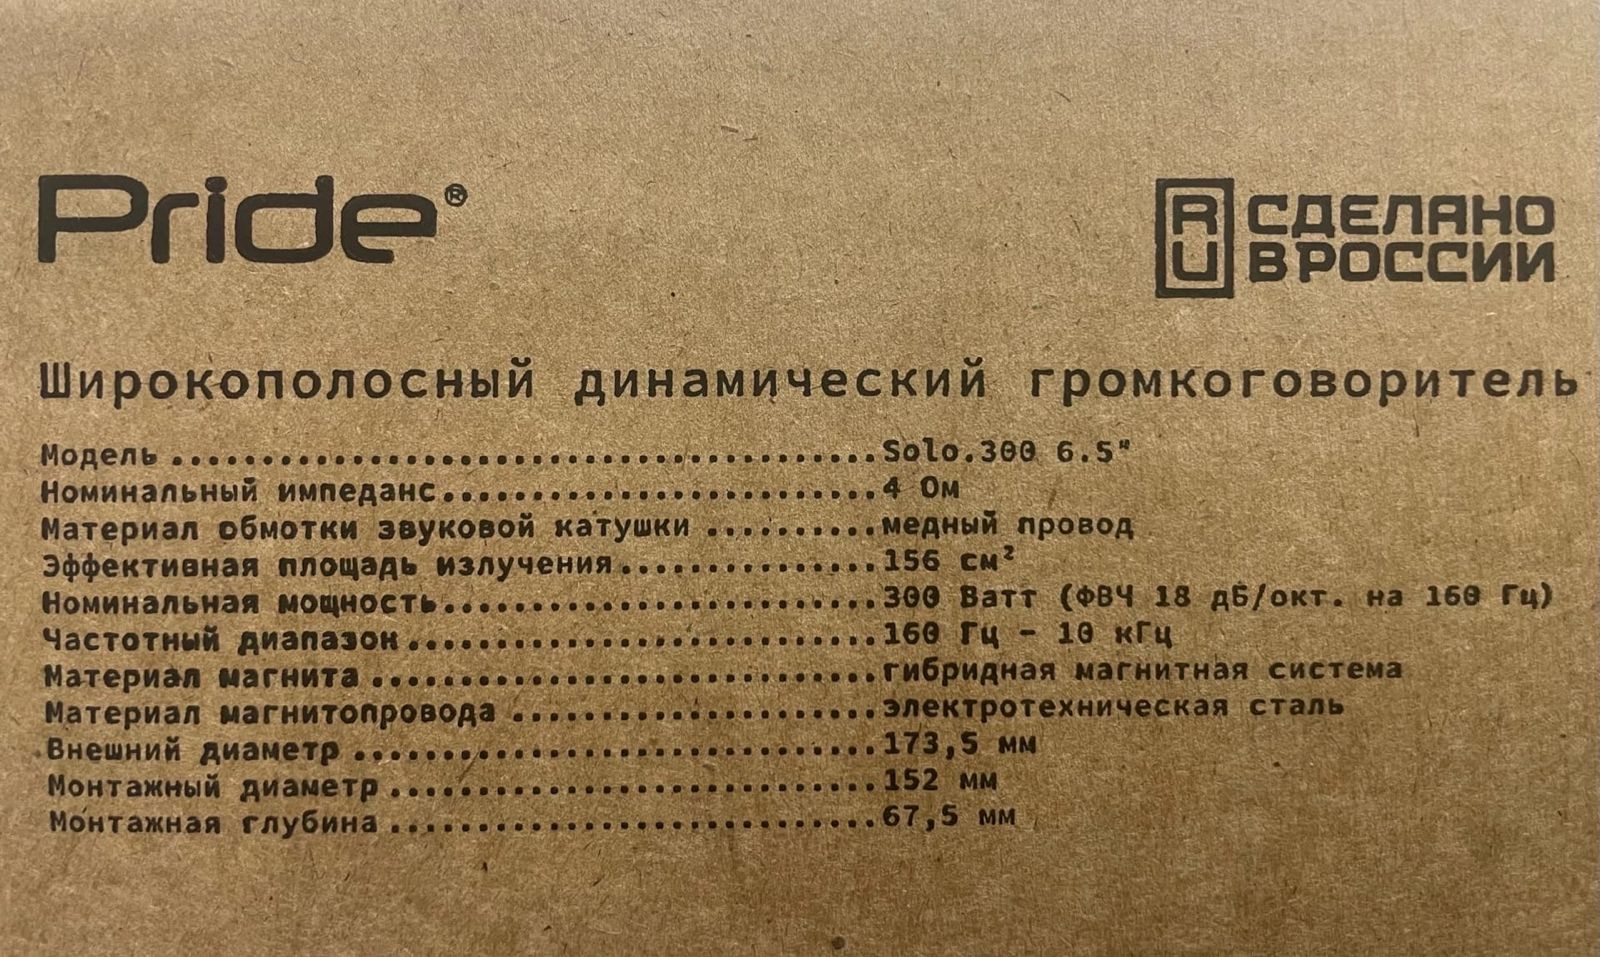 Pride®
RU СДЕЛАНО
В РОССИИ
Широкополосный динамический громкоговоритель
Модель .......................................Solo.300 6.5"
Номинальный импеданс........................4 Ом
Материал обмотки звуковой катушки ..........медный провод
Эффективная площадь излучения...............156 см²
Номинальная мощность........................300 Ватт (ФВЧ 18 дБ/окт. на 160 Гц)
Частотный диапазон..........................160 Гц - 10 кГц
Материал магнита ............................гибридная магнитная система
Материал магнитопровода ....................электротехническая сталь
Внешний диаметр .............................173,5 мм
Монтажный диаметр ...........................152 мм
Монтажная глубина ...........................67,5 мм